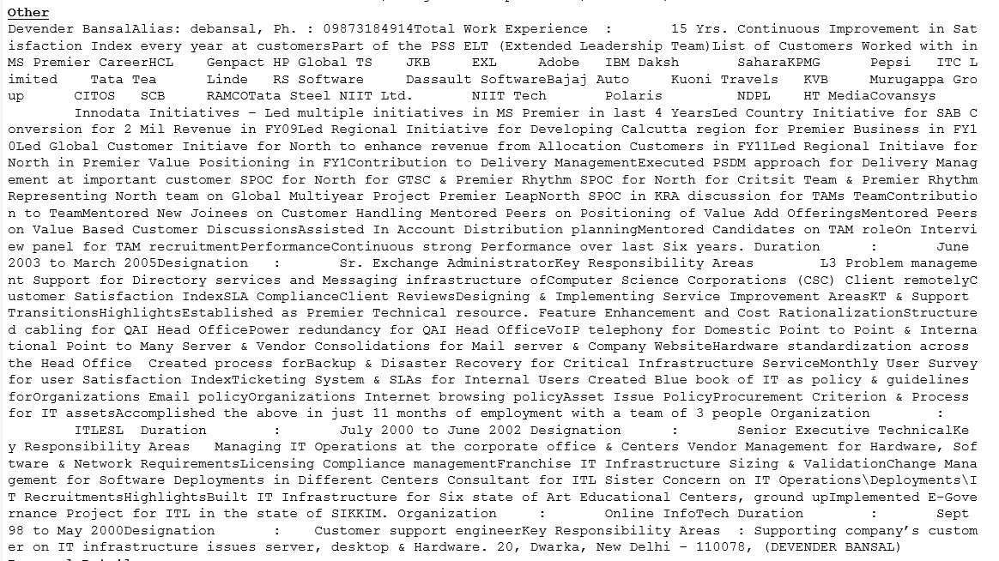 Other
Devender BansalAlias: debansal, Ph. : 09873184914Total Work Experience  :       15 Yrs. Continuous Improvement in Sat
isfaction Index every year at customersPart of the PSS ELT (Extended Leadership Team)List of Customers Worked with in
MS Premier CareerHCL    Genpact HP Global TS    JKB     EXL     Adobe   IBM Daksh       SaharaKPMG      Pepsi   ITC L
imited    Tata Tea      Linde   RS Software     Dassault SoftwareBajaj Auto     Kuoni Travels   KVB     Murugappa Gro
up      CITOS   SCB     RAMCOTata Steel NIIT Ltd.       NIIT Tech       Polaris         NDPL    HT MediaCovansys
        Innodata Initiatives – Led multiple initiatives in MS Premier in last 4 YearsLed Country Initiative for SAB C
onversion for 2 Mil Revenue in FY09Led Regional Initiative for Developing Calcutta region for Premier Business in FY1
0Led Global Customer Initiave for North to enhance revenue from Allocation Customers in FY11Led Regional Initiave for
North in Premier Value Positioning in FY1Contribution to Delivery ManagementExecuted PSDM approach for Delivery Manag
ement at important customer SPOC for North for GTSC & Premier Rhythm SPOC for North for Critsit Team & Premier Rhythm
Representing North team on Global Multiyear Project Premier LeapNorth SPOC in KRA discussion for TAMs TeamContributio
n to TeamMentored New Joinees on Customer Handling Mentored Peers on Positioning of Value Add OfferingsMentored Peers
on Value Based Customer DiscussionsAssisted In Account Distribution planningMentored Candidates on TAM roleOn Intervi
ew panel for TAM recruitmentPerformanceContinuous strong Performance over last Six years. Duration      :       June
2003 to March 2005Designation   :       Sr. Exchange AdministratorKey Responsibility Areas        L3 Problem manageme
nt Support for Directory services and Messaging infrastructure ofComputer Science Corporations (CSC) Client remotelyC
ustomer Satisfaction IndexSLA ComplianceClient ReviewsDesigning & Implementing Service Improvement AreasKT & Support
TransitionsHighlightsEstablished as Premier Technical resource. Feature Enhancement and Cost RationalizationStructure
d cabling for QAI Head OfficePower redundancy for QAI Head OfficeVoIP telephony for Domestic Point to Point & Interna
tional Point to Many Server & Vendor Consolidations for Mail server & Company WebsiteHardware standardization across
the Head Office  Created process forBackup & Disaster Recovery for Critical Infrastructure ServiceMonthly User Survey
for user Satisfaction IndexTicketing System & SLAs for Internal Users Created Blue book of IT as policy & guidelines
forOrganizations Email policyOrganizations Internet browsing policyAsset Issue PolicyProcurement Criterion & Process
for IT assetsAccomplished the above in just 11 months of employment with a team of 3 people Organization        :
        ITLESL  Duration        :       July 2000 to June 2002 Designation      :       Senior Executive TechnicalKe
y Responsibility Areas   Managing IT Operations at the corporate office & Centers Vendor Management for Hardware, Sof
tware & Network RequirementsLicensing Compliance managementFranchise IT Infrastructure Sizing & ValidationChange Mana
gement for Software Deployments in Different Centers Consultant for ITL Sister Concern on IT Operations\Deployments\I
T RecruitmentsHighlightsBuilt IT Infrastructure for Six state of Art Educational Centers, ground upImplemented E-Gove
rnance Project for ITL in the state of SIKKIM. Organization     :       Online InfoTech Duration        :       Sept
98 to May 2000Designation       :    Customer support engineerKey Responsibility Areas  : Supporting company’s custom
er on IT infrastructure issues server, desktop & Hardware. 20, Dwarka, New Delhi – 110078, (DEVENDER BANSAL)